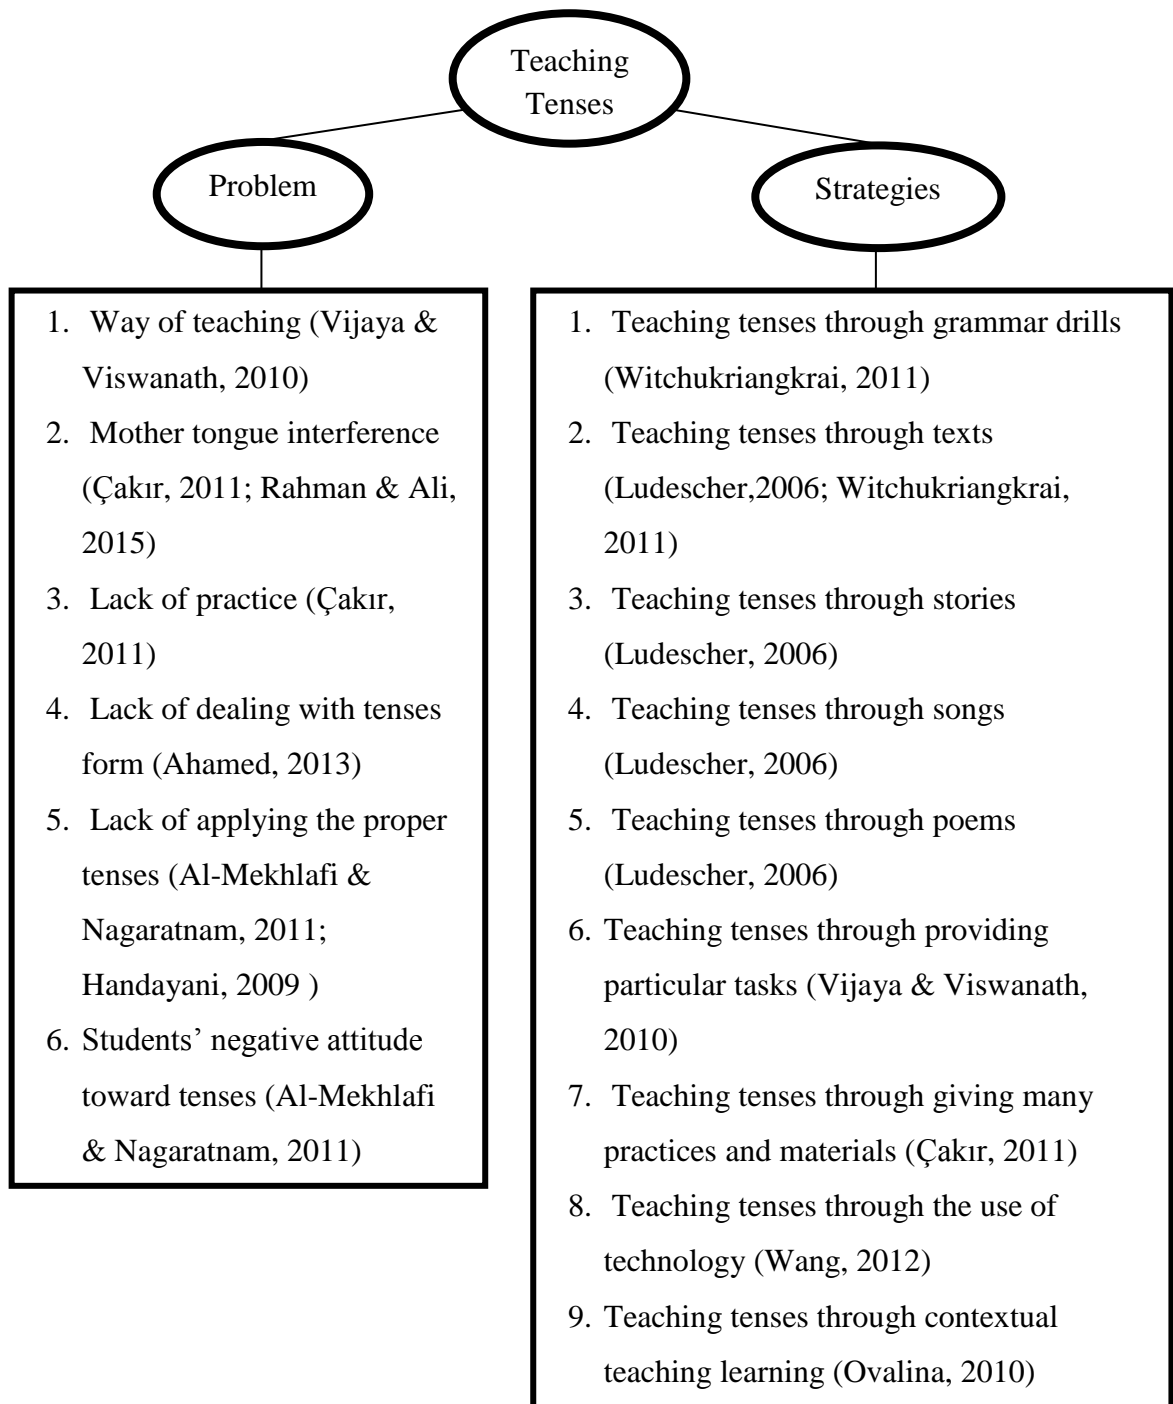 Teaching
Tenses
Problem
Strategies
1. Way of teaching (Vijaya &
Viswanath, 2010)
2. Mother tongue interference
(Çakır, 2011; Rahman & Ali,
2015)
3. Lack of practice (Çakır,
2011)
4. Lack of dealing with tenses
form (Ahamed, 2013)
5. Lack of applying the proper
tenses (Al-Mekhlafi &
Nagaratnam, 2011;
Handayani, 2009 )
6. Students’ negative attitude
toward tenses (Al-Mekhlafi
& Nagaratnam, 2011)
1. Teaching tenses through grammar drills
(Witchukriangkrai, 2011)
2. Teaching tenses through texts
(Ludescher,2006; Witchukriangkrai,
2011)
3. Teaching tenses through stories
(Ludescher, 2006)
4. Teaching tenses through songs
(Ludescher, 2006)
5. Teaching tenses through poems
(Ludescher, 2006)
6. Teaching tenses through providing
particular tasks (Vijaya & Viswanath,
2010)
7. Teaching tenses through giving many
practices and materials (Çakır, 2011)
8. Teaching tenses through the use of
technology (Wang, 2012)
9. Teaching tenses through contextual
teaching learning (Ovalina, 2010)